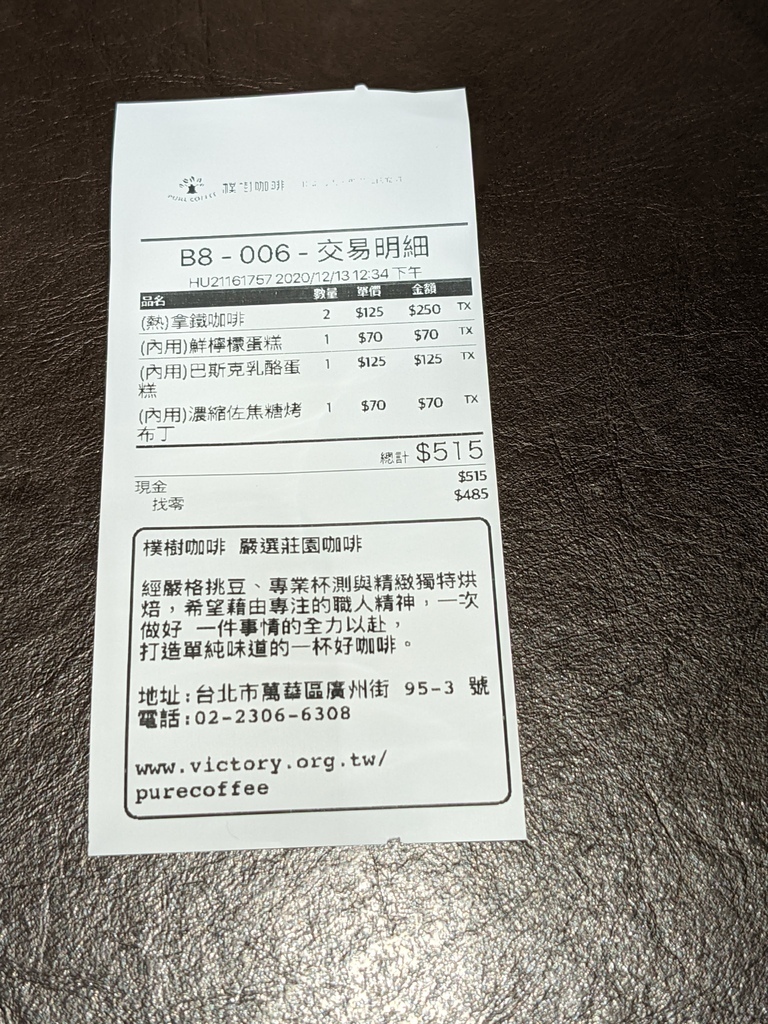 PURE COFFEE
樸樹咖啡
B8 - 006 - 交易明細
HU21161757 2020/12/13 12:34 下午
品名 數量 單價 金額
(熱)拿鐵咖啡 2 $125 $250 TX
(內用)鮮檸檬蛋糕 1 $70 $70 TX
(內用)巴斯克乳酪蛋 1 $125 $125 TX
糕
(內用)濃縮佐焦糖烤 1 $70 $70 TX
布丁
總計 $515
現金 $515
找零 $485
樸樹咖啡 嚴選莊園咖啡
經嚴格挑豆、專業杯測與精緻獨特烘
焙，希望藉由專注的職人精神，一次
做好 一件事情的全力以赴，
打造單純味道的一杯好咖啡。
地址:台北市萬華區廣州街 95-3 號
電話:02-2306-6308
www.victory.org.tw/
purecoffee